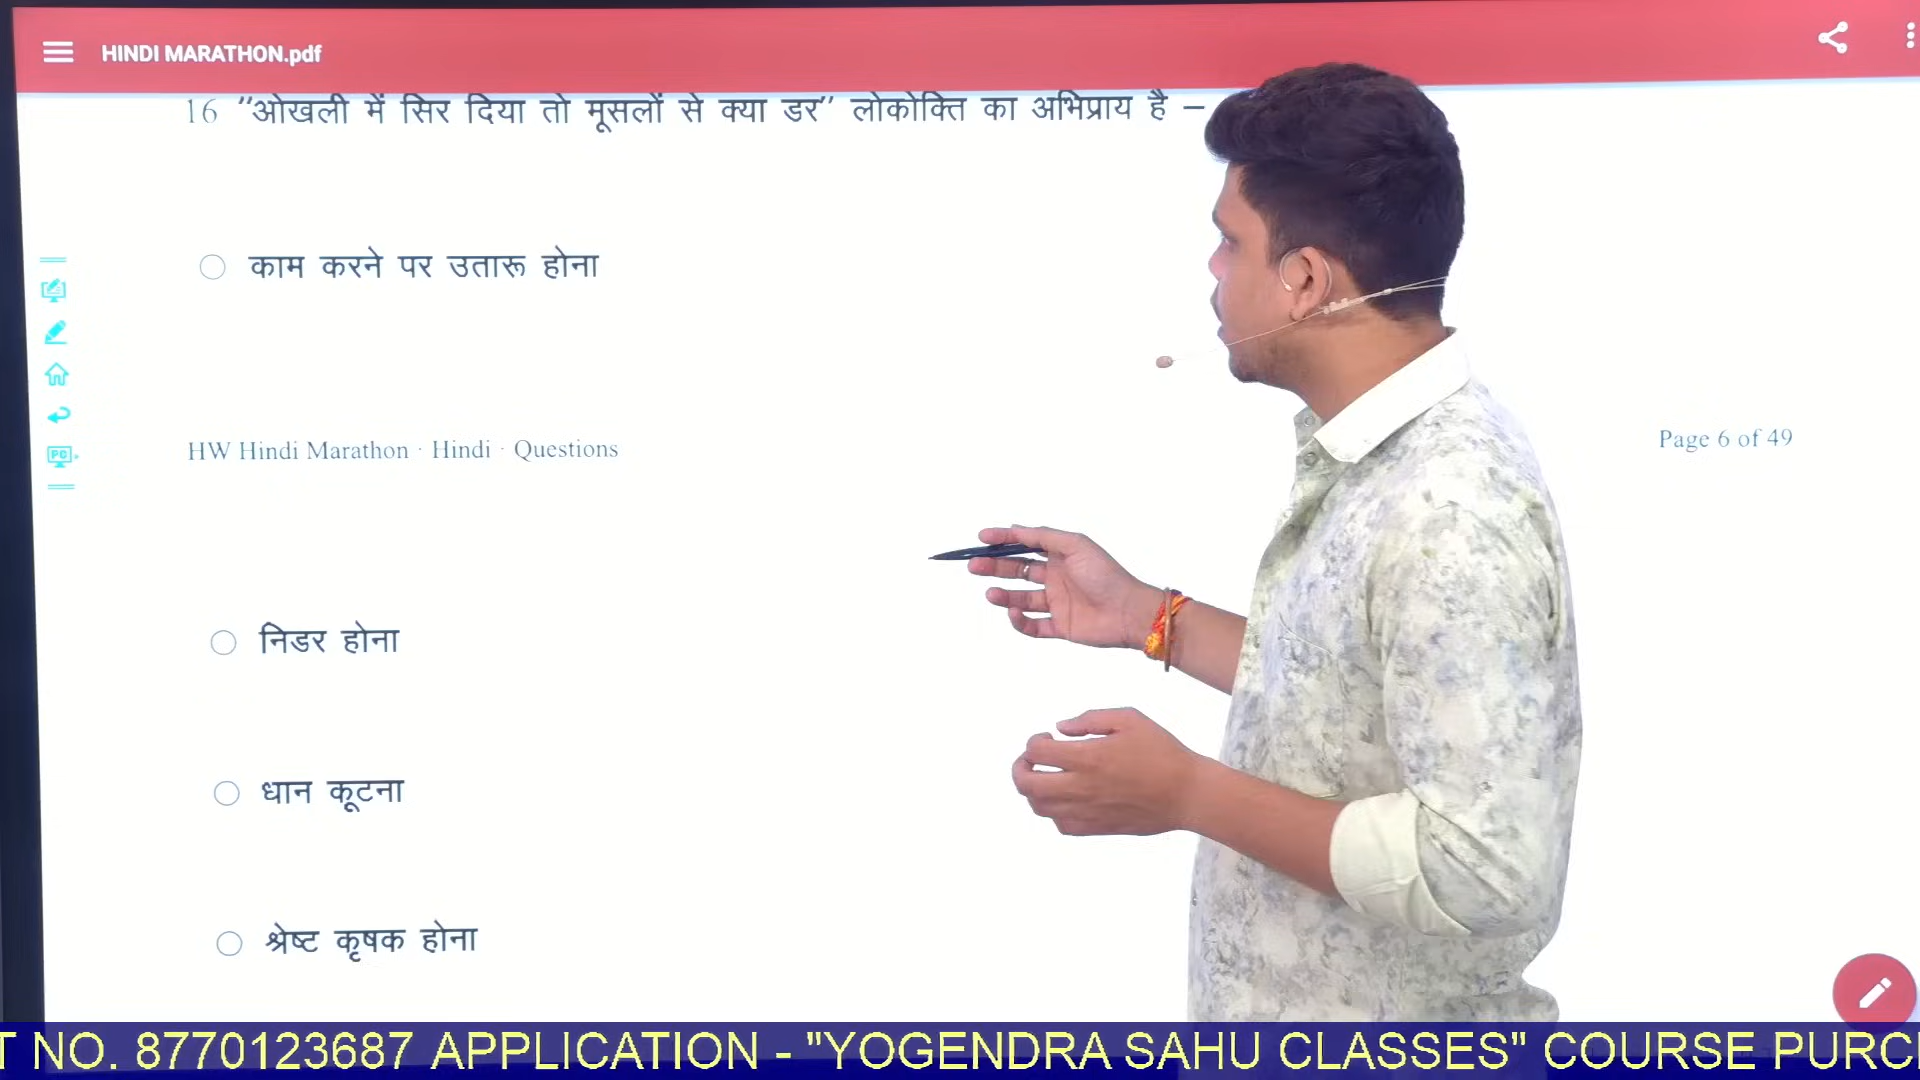 HINDI MARATHON.pdf
16 "ओखली में सिर दिया तो मूसलों से क्या डर" लोकोक्ति का अभिप्राय है –
काम करने पर उतारू होना
HW Hindi Marathon · Hindi · Questions
Page 6 of 49
PC
निडर होना
धान कूटना
श्रेष्ट कृषक होना
T NO. 8770123687 APPLICATION - "YOGENDRA SAHU CLASSES" COURSE PURC